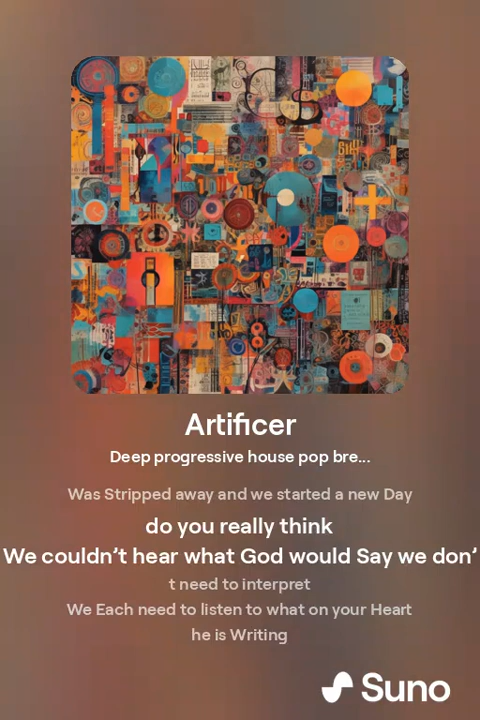 Artificer
Deep progressive house pop bre...
Was Stripped away and we started a new Day
do you really think
We couldn’t hear what God would Say we don’
t need to interpret
We Each need to listen to what on your Heart
he is Writing
Suno